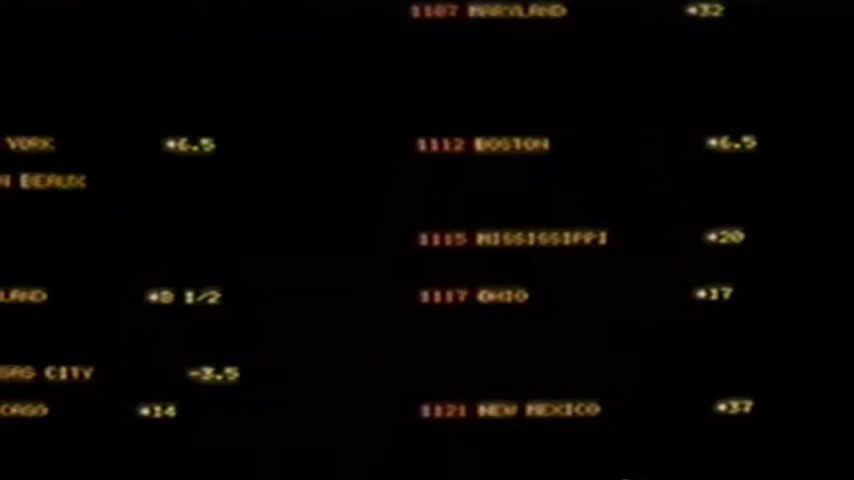 1107 MARYLAND +32
YORK +6.5
1112 BOSTON +6.5
N BEAUX
1115 MISSISSIPPI +20
LAND +8 1/2
1117 OHIO +17
SAS CITY -3.5
CAGO +14
1121 NEW MEXICO +37